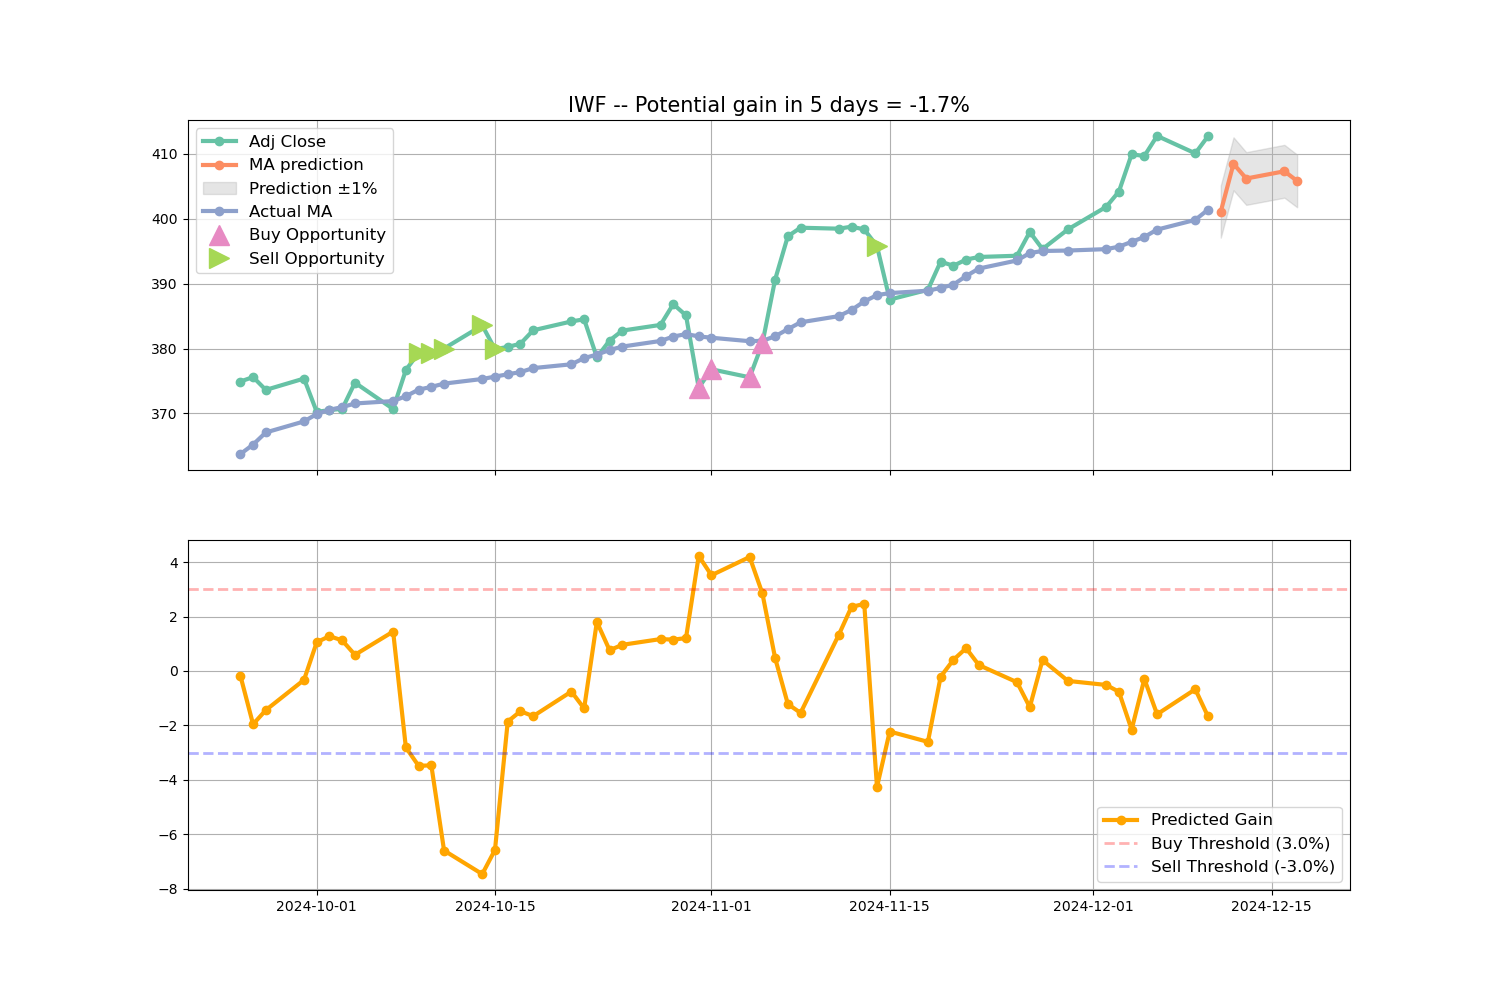 IWF -- Potential gain in 5 days = -1.7%
Adj Close
MA prediction
Prediction ±1%
Actual MA
Buy Opportunity
Sell Opportunity
410
400
390
380
370
4
2
0
−2
−4
−6
−8
Predicted Gain
Buy Threshold (3.0%)
Sell Threshold (-3.0%)
2024-10-01 2024-10-15 2024-11-01 2024-11-15 2024-12-01 2024-12-15